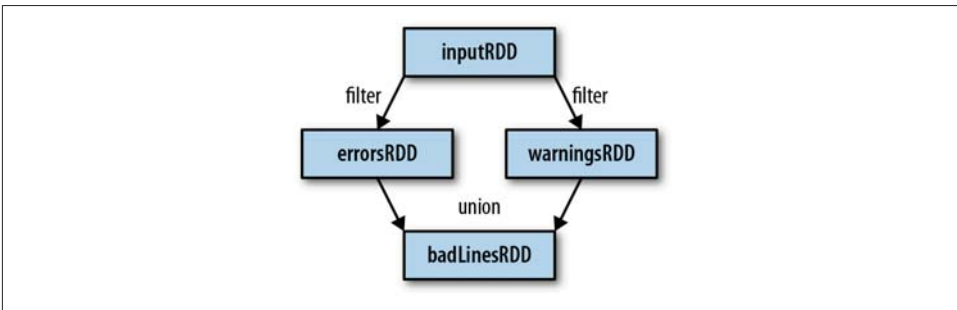 inputRDD
filter
filter
errorsRDD
warningsRDD
union
badLinesRDD